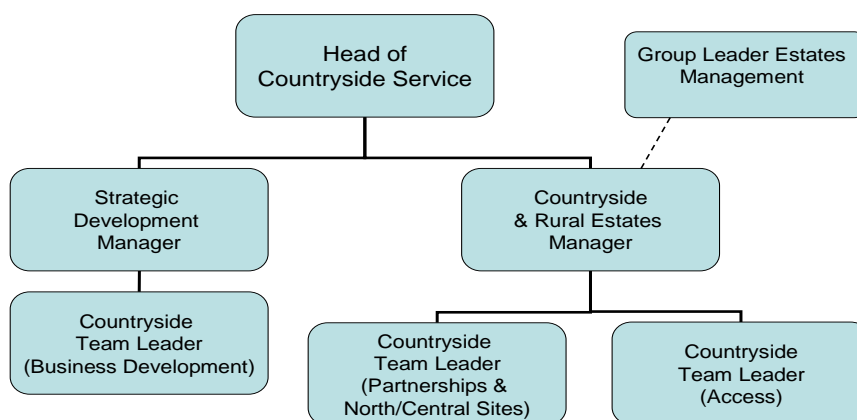 Head of
Countryside Service
Group Leader Estates
Management
Strategic
Development
Manager
Countryside
& Rural Estates
Manager
Countryside
Team Leader
(Business Development)
Countryside
Team Leader
(Partnerships &
North/Central Sites)
Countryside
Team Leader
(Access)